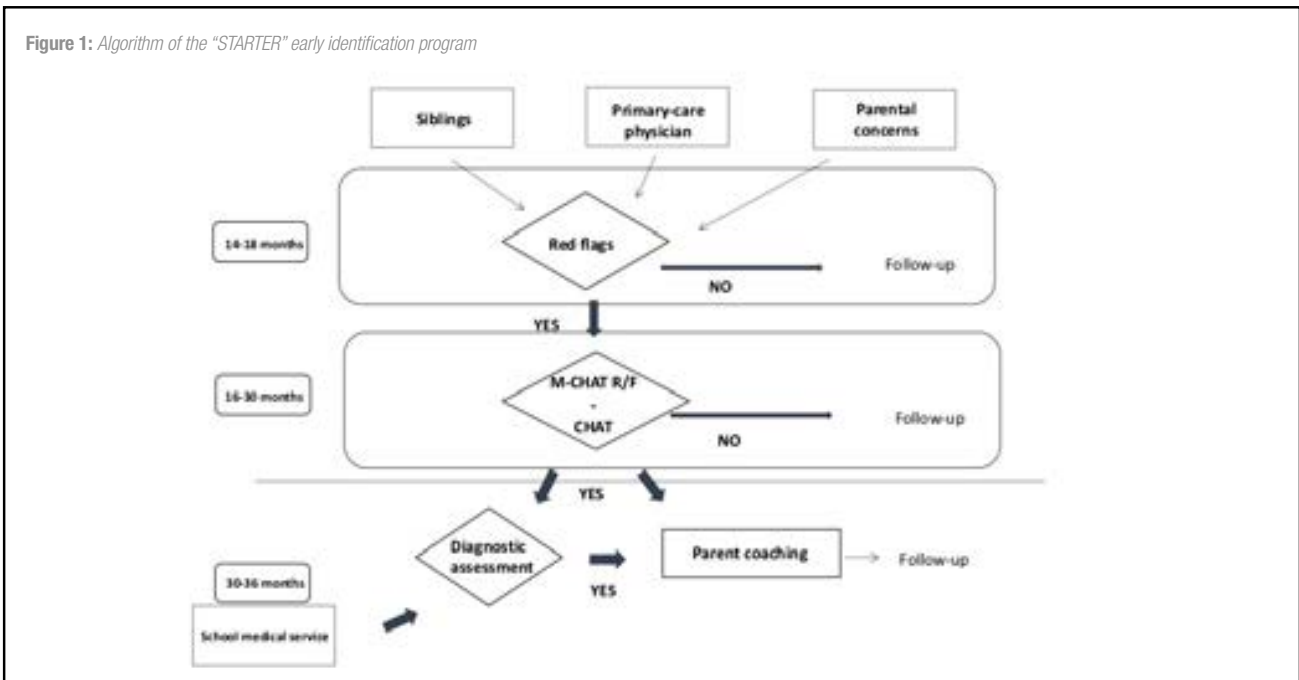 Figure 1: Algorithm of the “STARTER” early identification program
Siblings
Primary-care
physician
Parental
concerns
14-18 months
Red flags
Follow-up
NO
YES
16-30 months
M-CHAT R/F
-
CHAT
Follow-up
NO
YES
Diagnostic
assessment
Parent coaching
Follow-up
YES
30-36 months
School medical service